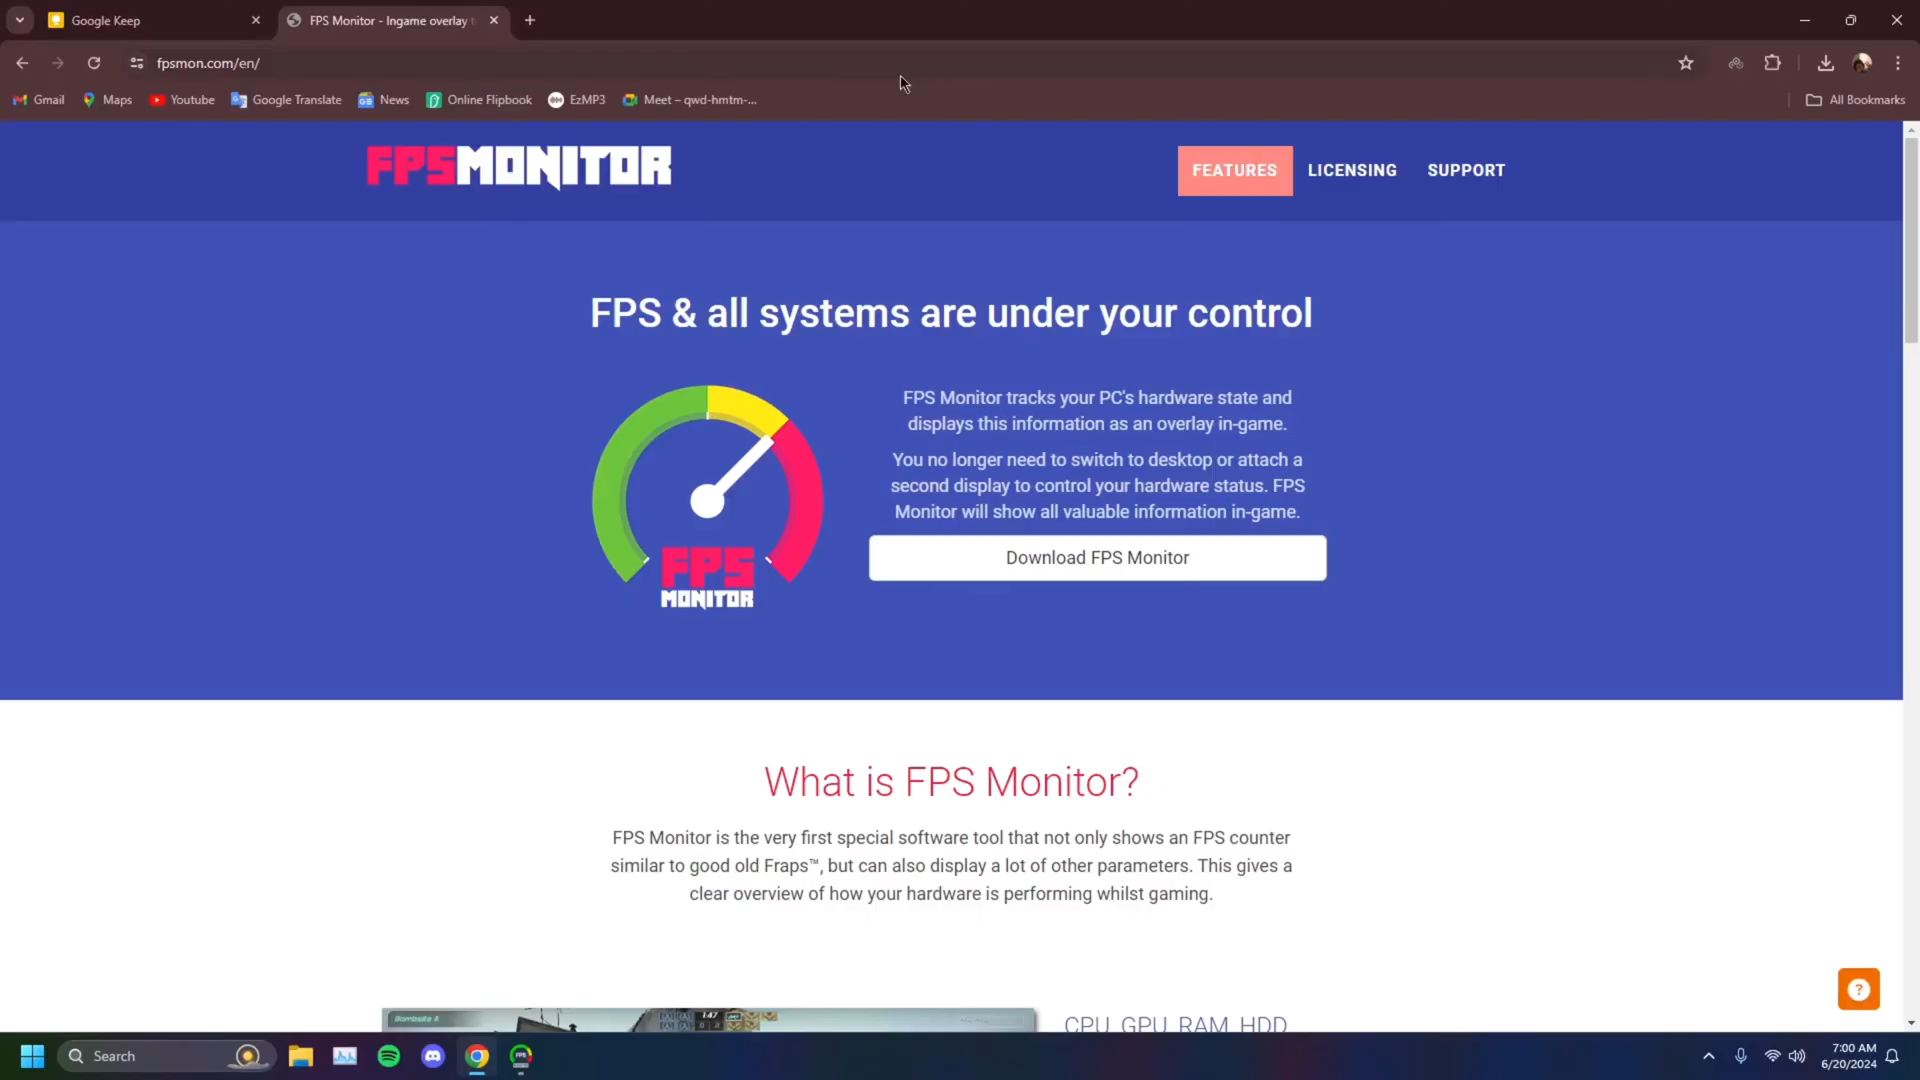 Google Keep
FPS Monitor - Ingame overlay
fpsmon.com/en/
Gmail
Maps
Youtube
Google Translate
News
Online Flipbook
EzMP3
Meet – qwd-hmtm-...
All Bookmarks
FPSMONITOR
FEATURES
LICENSING
SUPPORT
FPS & all systems are under your control
FPS Monitor tracks your PC's hardware state and
displays this information as an overlay in-game.
You no longer need to switch to desktop or attach a
second display to control your hardware status. FPS
Monitor will show all valuable information in-game.
Download FPS Monitor
FPS
MONITOR
What is FPS Monitor?
FPS Monitor is the very first special software tool that not only shows an FPS counter
similar to good old Fraps™, but can also display a lot of other parameters. This gives a
clear overview of how your hardware is performing whilst gaming.
Bombsite B
1:47
CPU, GPU, RAM, HDD
?
Search
FPS
7:00 AM
6/20/2024